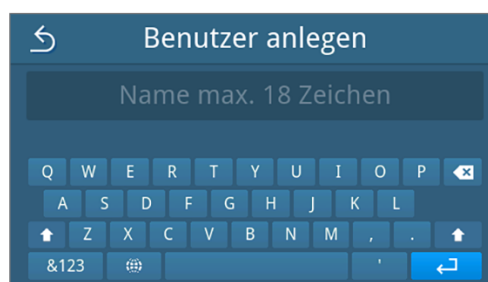 Benutzer anlegen
Name max. 18 Zeichen
Q W E R T Y U I O P
A S D F G H J K L
Z X C V B N M , .
&123 '